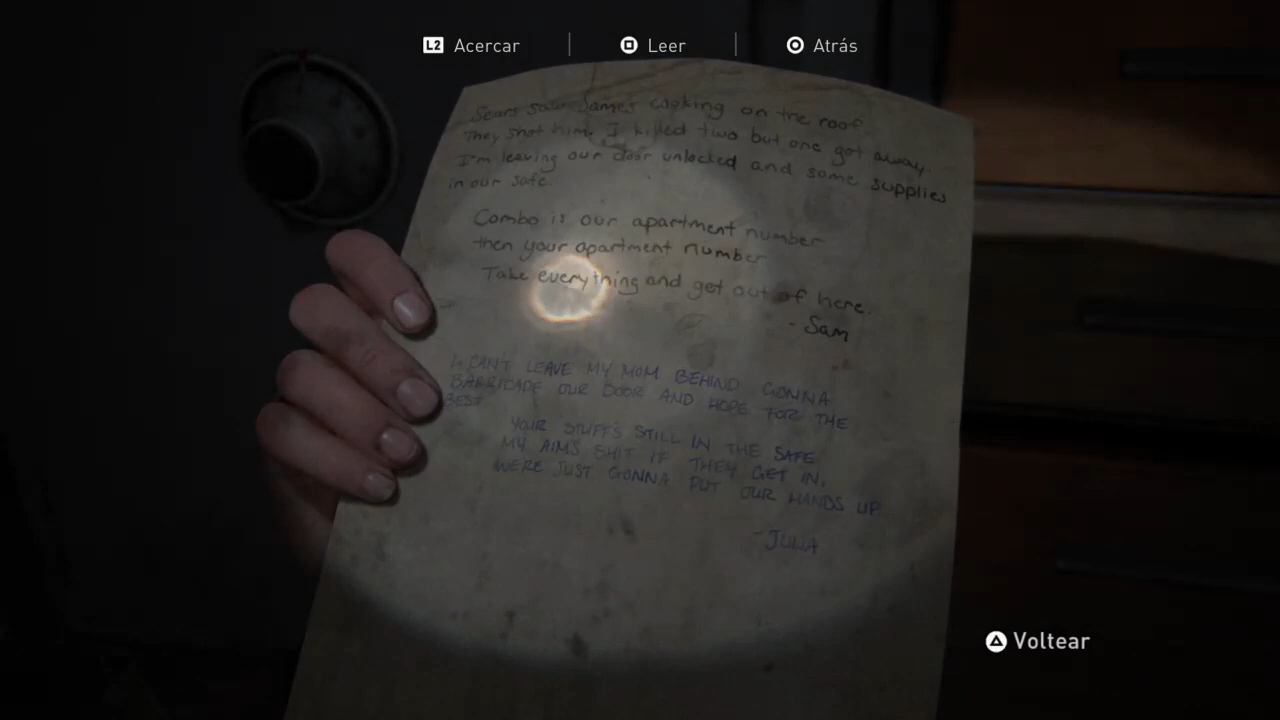 L2 Acercar
Leer
Atrás
Scars saw James cooking on the roof
They shot him. I killed two but one got away.
I'm leaving our door unlocked and some supplies
in our safe.
Combo is our apartment number
then your apartment number
Take everything and get out of here.
- Sam
I CAN'T LEAVE MY MOM BEHIND GONNA
BARRICADE OUR DOOR AND HOPE FOR THE
BEST
YOUR STUFF'S STILL IN THE SAFE
MY AIM'S SHIT IF THEY GET IN,
WE'RE JUST GONNA PUT OUR HANDS UP.
-JULIA
Voltear